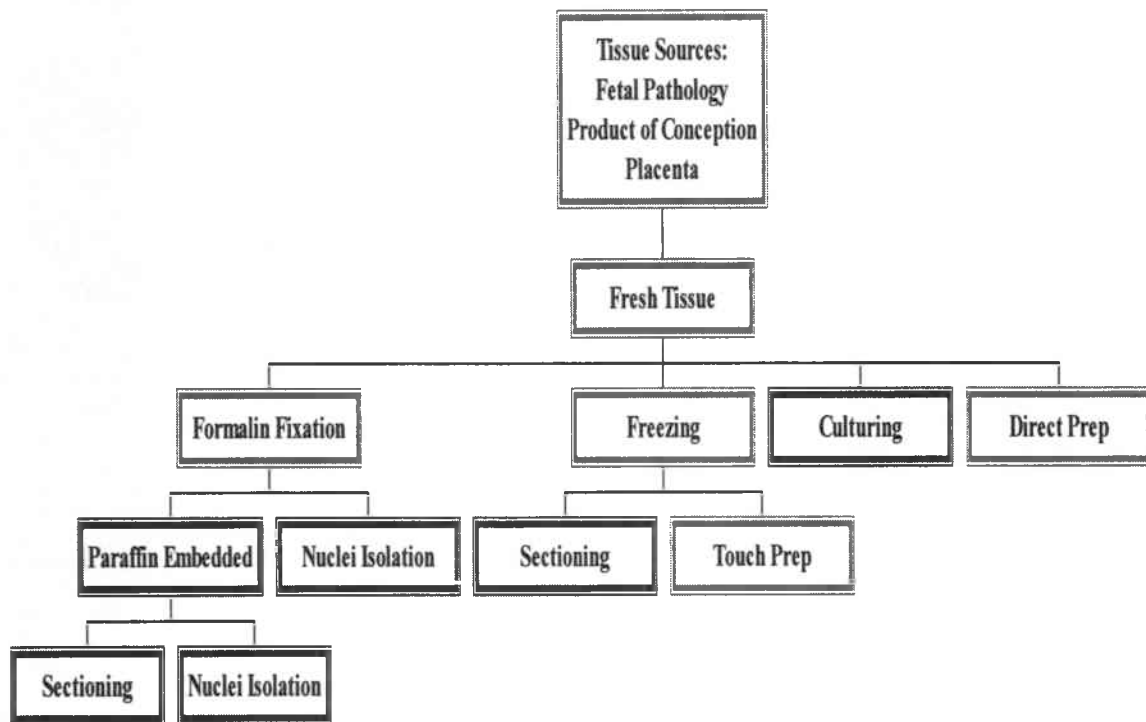 Tissue Sources:
Fetal Pathology
Product of Conception
Placenta
Fresh Tissue
Formalin Fixation
Freezing
Culturing
Direct Prep
Paraffin Embedded
Nuclei Isolation
Sectioning
Touch Prep
Sectioning
Nuclei Isolation